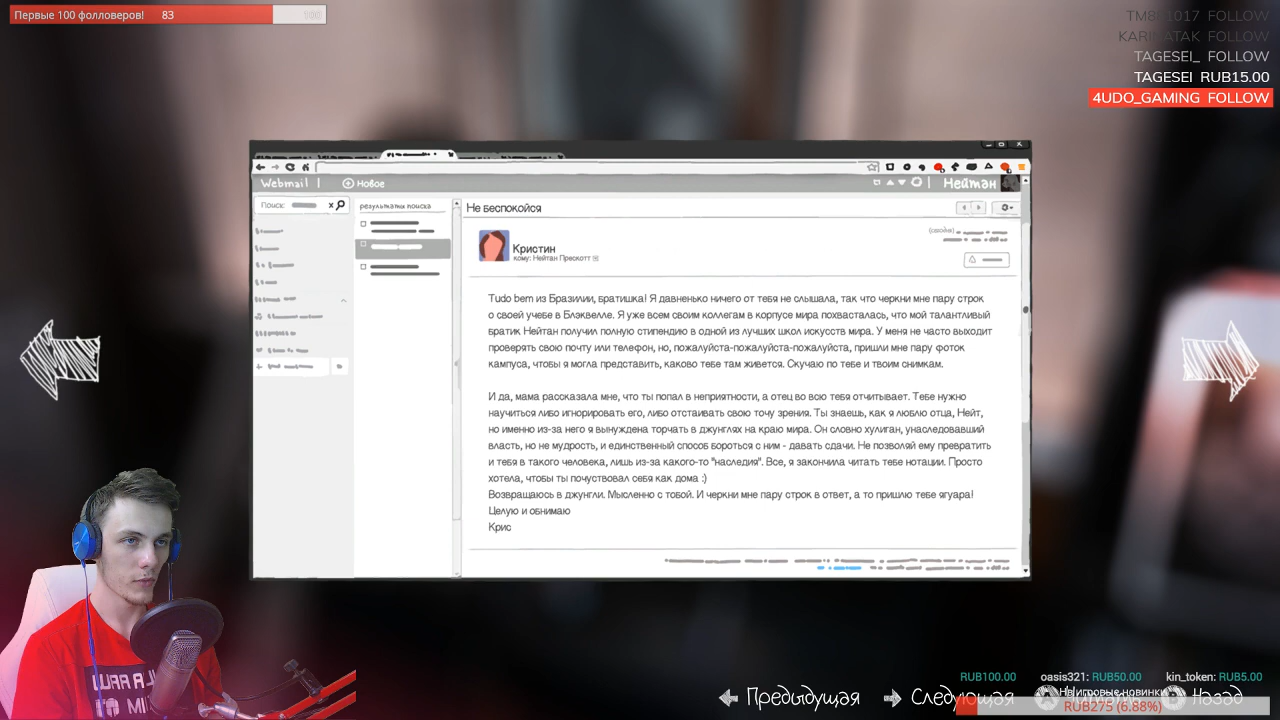 Первые 100 фолловеров! 83 100
FOLLOW
FOLLOW
TAGESEI_ FOLLOW
TAGESEI RUB15.00
4UDO_GAMING FOLLOW
Webmail | Новое Нейтан
Поиск: x
результаты поиска
Не беспокойся
Кристин
кому: Нейтан Прескотт
(сегодня)
Tudo bem из Бразилии, братишка! Я давненько ничего от тебя не слышала, так что черкни мне пару строк
о своей учебе в Блэквелле. Я уже всем своим коллегам в корпусе мира похвасталась, что мой талантливый
братик Нейтан получил полную стипендию в одной из лучших школ искусств мира. У меня не часто выходит
проверять свою почту или телефон, но, пожалуйста-пожалуйста-пожалуйста, пришли мне пару фоток
кампуса, чтобы я могла представить, каково тебе там живется. Скучаю по тебе и твоим снимкам.
И да, мама рассказала мне, что ты попал в неприятности, а отец во всю тебя отчитывает. Тебе нужно
научиться либо игнорировать его, либо отстаивать свою точу зрения. Ты знаешь, как я люблю отца, Нейт,
но именно из-за него я вынуждена торчать в джунглях на краю мира. Он словно хулиган, унаследовавший
власть, но не мудрость, и единственный способ бороться с ним - давать сдачи. Не позволяй ему превратить
и тебя в такого человека, лишь из-за какого-то "наследия". Все, я закончила читать тебе нотации. Просто
хотела, чтобы ты почуствовал себя как дома :)
Возвращаюсь в джунгли. Мысленно с тобой. И черкни мне пару строк в ответ, а то пришлю тебе ягуара!
Целую и обнимаю
Крис
RUB100.00 oasis321: RUB50.00 kin_token: RUB5.00
Предыдущая Следующая Назад
На игровые новинки
RUB275 (6.88%)